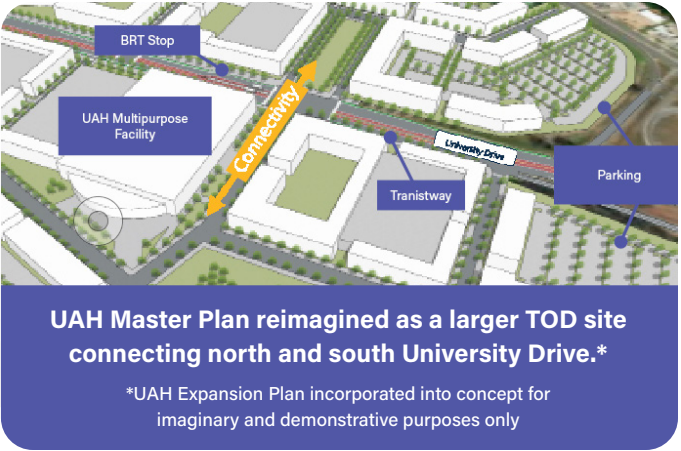 BRT Stop
UAH Multipurpose
Facility
Connectivity
University Drive
Tranistway
Parking
UAH Master Plan reimagined as a larger TOD site
connecting north and south University Drive.*
*UAH Expansion Plan incorporated into concept for
imaginary and demonstrative purposes only